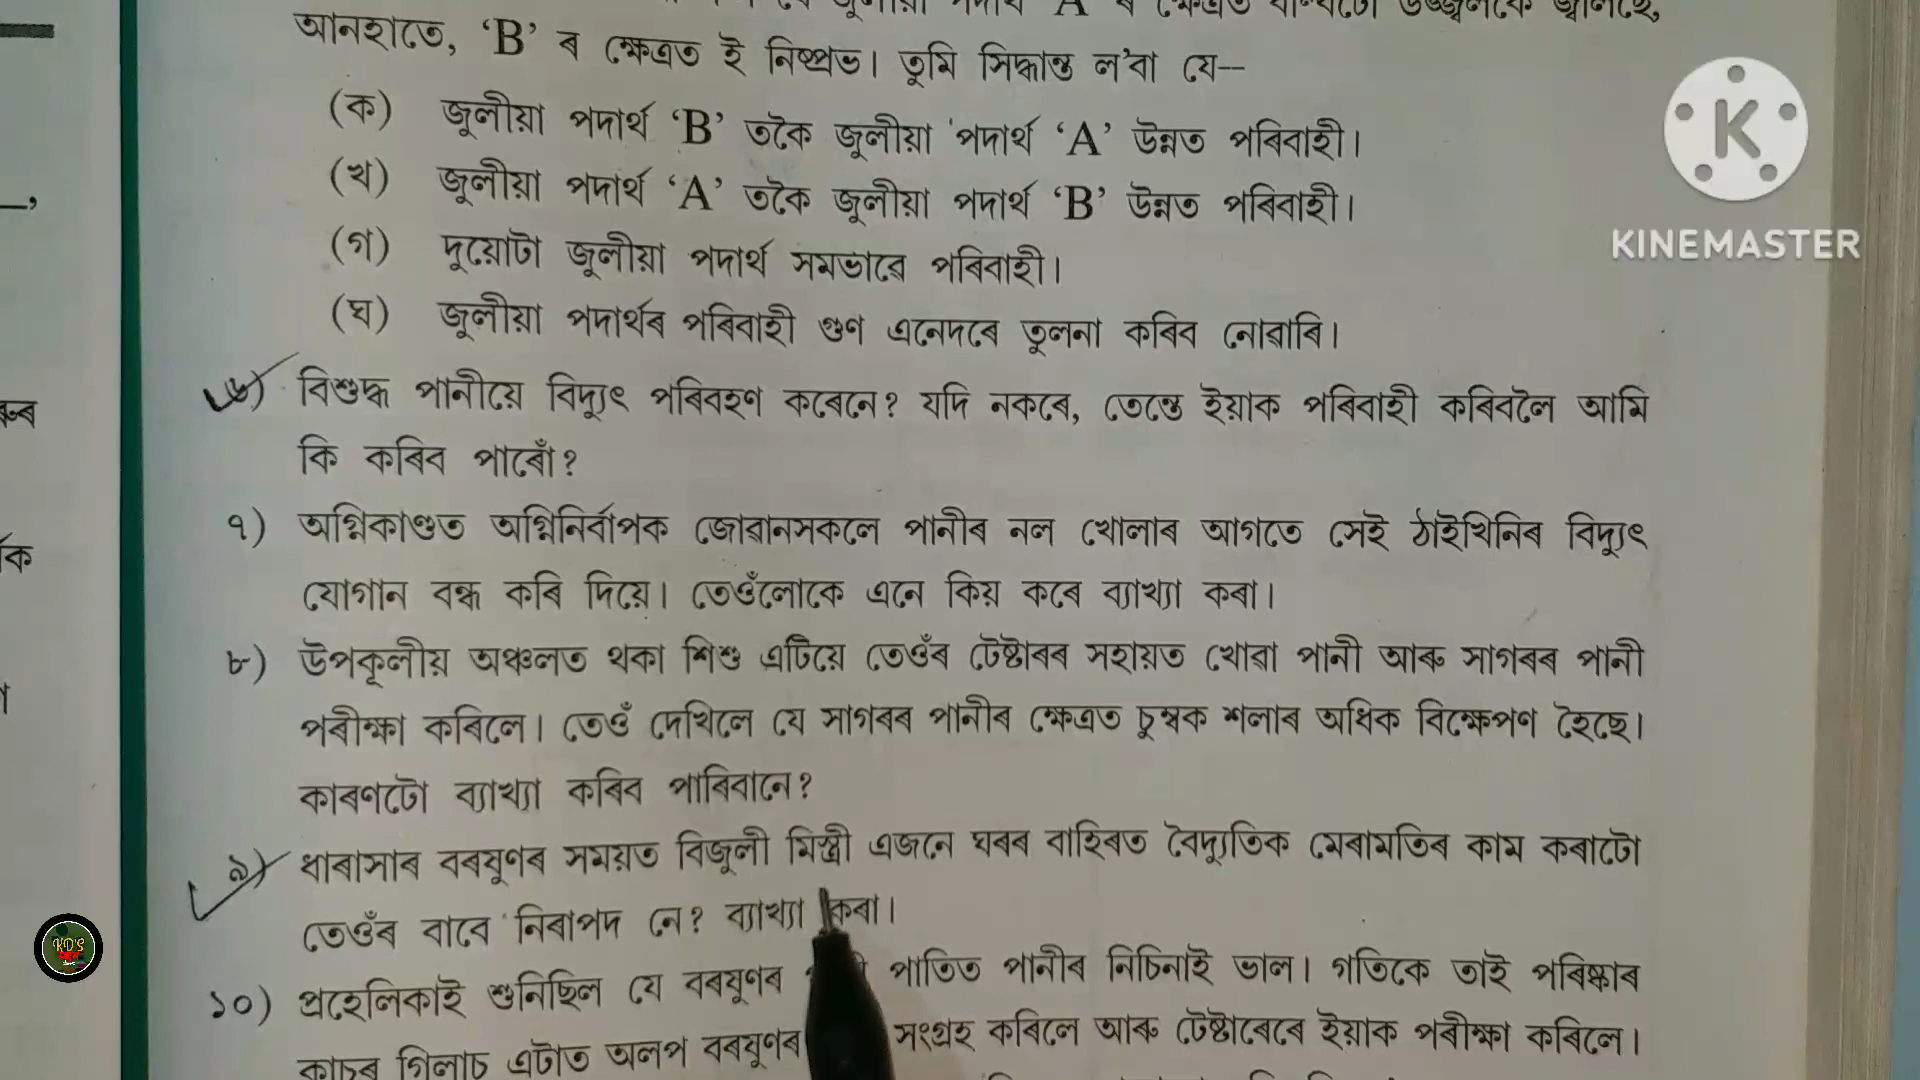 আনহাতে, ‘B’ ৰ ক্ষেত্ৰত ই নিষ্প্ৰভ। তুমি সিদ্ধান্ত ল’বা যে—
(ক) জুলীয়া পদাৰ্থ ‘B’ তকৈ জুলীয়া পদাৰ্থ ‘A’ উন্নত পৰিবাহী।
(খ) জুলীয়া পদাৰ্থ ‘A’ তকৈ জুলীয়া পদাৰ্থ ‘B’ উন্নত পৰিবাহী।
(গ) দুয়োটা জুলীয়া পদাৰ্থ সমভাৱে পৰিবাহী।
(ঘ) জুলীয়া পদাৰ্থৰ পৰিবাহী গুণ এনেদৰে তুলনা কৰিব নোৱাৰি।
৬) বিশুদ্ধ পানীয়ে বিদ্যুৎ পৰিবহণ কৰেনে? যদি নকৰে, তেন্তে ইয়াক পৰিবাহী কৰিবলৈ আমি
কি কৰিব পাৰোঁ?
৭) অগ্নিকাণ্ডত অগ্নিনিৰ্বাপক জোৱানসকলে পানীৰ নল খোলাৰ আগতে সেই ঠাইখিনিৰ বিদ্যুৎ
যোগান বন্ধ কৰি দিয়ে। তেওঁলোকে এনে কিয় কৰে ব্যাখ্যা কৰা।
৮) উপকূলীয় অঞ্চলত থকা শিশু এটিয়ে তেওঁৰ টেষ্টাৰৰ সহায়ত খোৱা পানী আৰু সাগৰৰ পানী
পৰীক্ষা কৰিলে। তেওঁ দেখিলে যে সাগৰৰ পানীৰ ক্ষেত্ৰত চুম্বক শলাৰ অধিক বিক্ষেপণ হৈছে।
কাৰণটো ব্যাখ্যা কৰিব পাৰিবানে?
৯) ধাৰাসাৰ বৰষুণৰ সময়ত বিজুলী মিস্ত্ৰী এজনে ঘৰৰ বাহিৰত বৈদ্যুতিক মেৰামতিৰ কাম কৰাটো
তেওঁৰ বাবে নিৰাপদ নে? ব্যাখ্যা কৰা।
১০) প্ৰহেলিকাই শুনিছিল যে বৰষুণৰ পাতিত পানীৰ নিচিনাই ভাল। গতিকে তাই পৰিষ্কাৰ
কাচৰ গিলাচ এটাত অলপ বৰষুণৰ সংগ্ৰহ কৰিলে আৰু টেষ্টাৰেৰে ইয়াক পৰীক্ষা কৰিলে।
K
KINEMASTER
KD'S